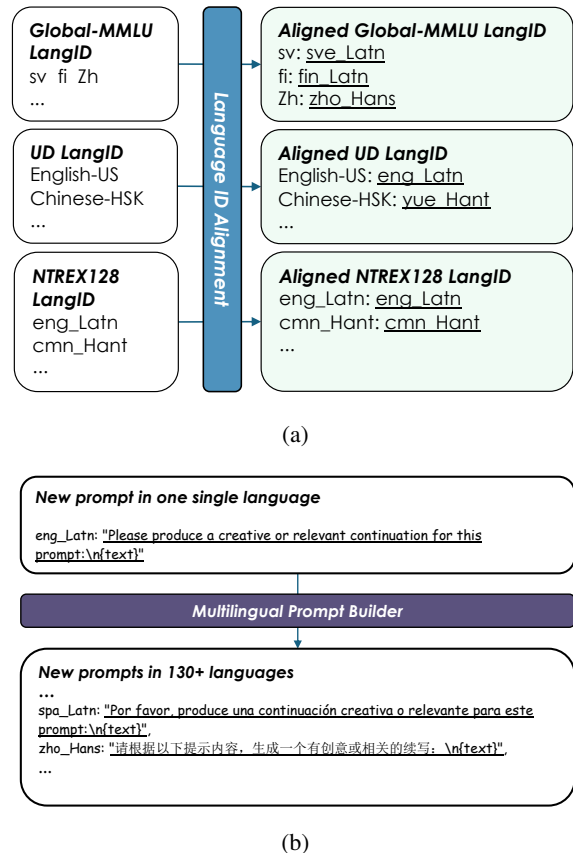 Global-MMLU
LangID
sv fi Zh
...
UD LangID
English-US
Chinese-HSK
...
NTREX128
LangID
eng_Latn
cmn_Hant
...
Language ID Alignment
Aligned Global-MMLU LangID
sv: sve_Latn
fi: fin_Latn
Zh: zho_Hans
...
Aligned UD LangID
English-US: eng_Latn
Chinese-HSK: yue_Hant
...
Aligned NTREX128 LangID
eng_Latn: eng_Latn
cmn_Hant: cmn_Hant
...
(a)
New prompt in one single language
eng_Latn: "Please produce a creative or relevant continuation for this
prompt:\n{text}"
Multilingual Prompt Builder
New prompts in 130+ languages
...
spa_Latn: "Por favor, produce una continuación creativa o relevante para este
prompt:\n{text}",
zho_Hans: "请根据以下提示内容，生成一个有创意或相关的续写：\n{text}",
...
(b)